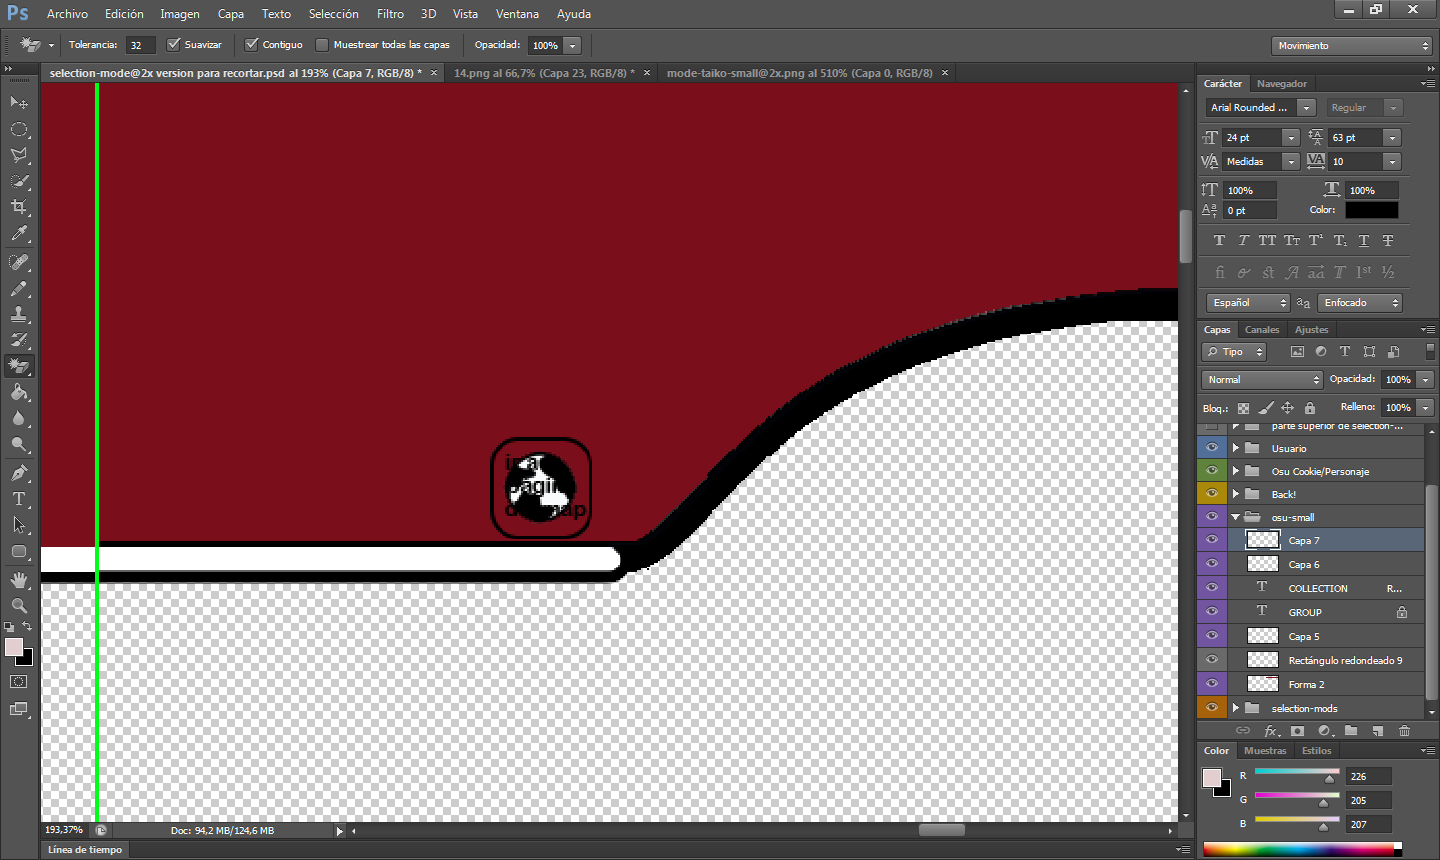 Ps Archivo Edición Imagen Capa Texto Selección Filtro 3D Vista Ventana Ayuda
Tolerancia: 32 Suavizar Contiguo Muestrear todas las capas Opacidad: 100% Movimiento
selection-mode@2x version para recortar.psd al 193% (Capa 7, RGB/8) * × 14.png al 66,7% (Capa 23, RGB/8) * × mode-taiko-small@2x.png al 510% (Capa 0, RGB/8) ×
Carácter Navegador
Arial Rounded ... Regular
24 pt 63 pt
Medidas 10
100% 100%
0 pt Color:
Español Enfocado
Capas Canales Ajustes
Tipo
Normal Opacidad: 100%
Bloq.: Relleno: 100%
parte superior de selection-...
Usuario
Osu Cookie/Personaje
Back!
osu-small
Capa 7
Capa 6
COLLECTION R...
GROUP
Capa 5
Rectángulo redondeado 9
Forma 2
selection-mods
Color Muestras Estilos
R 226
G 205
B 207
193,37% Doc: 94,2 MB/124,6 MB
Línea de tiempo